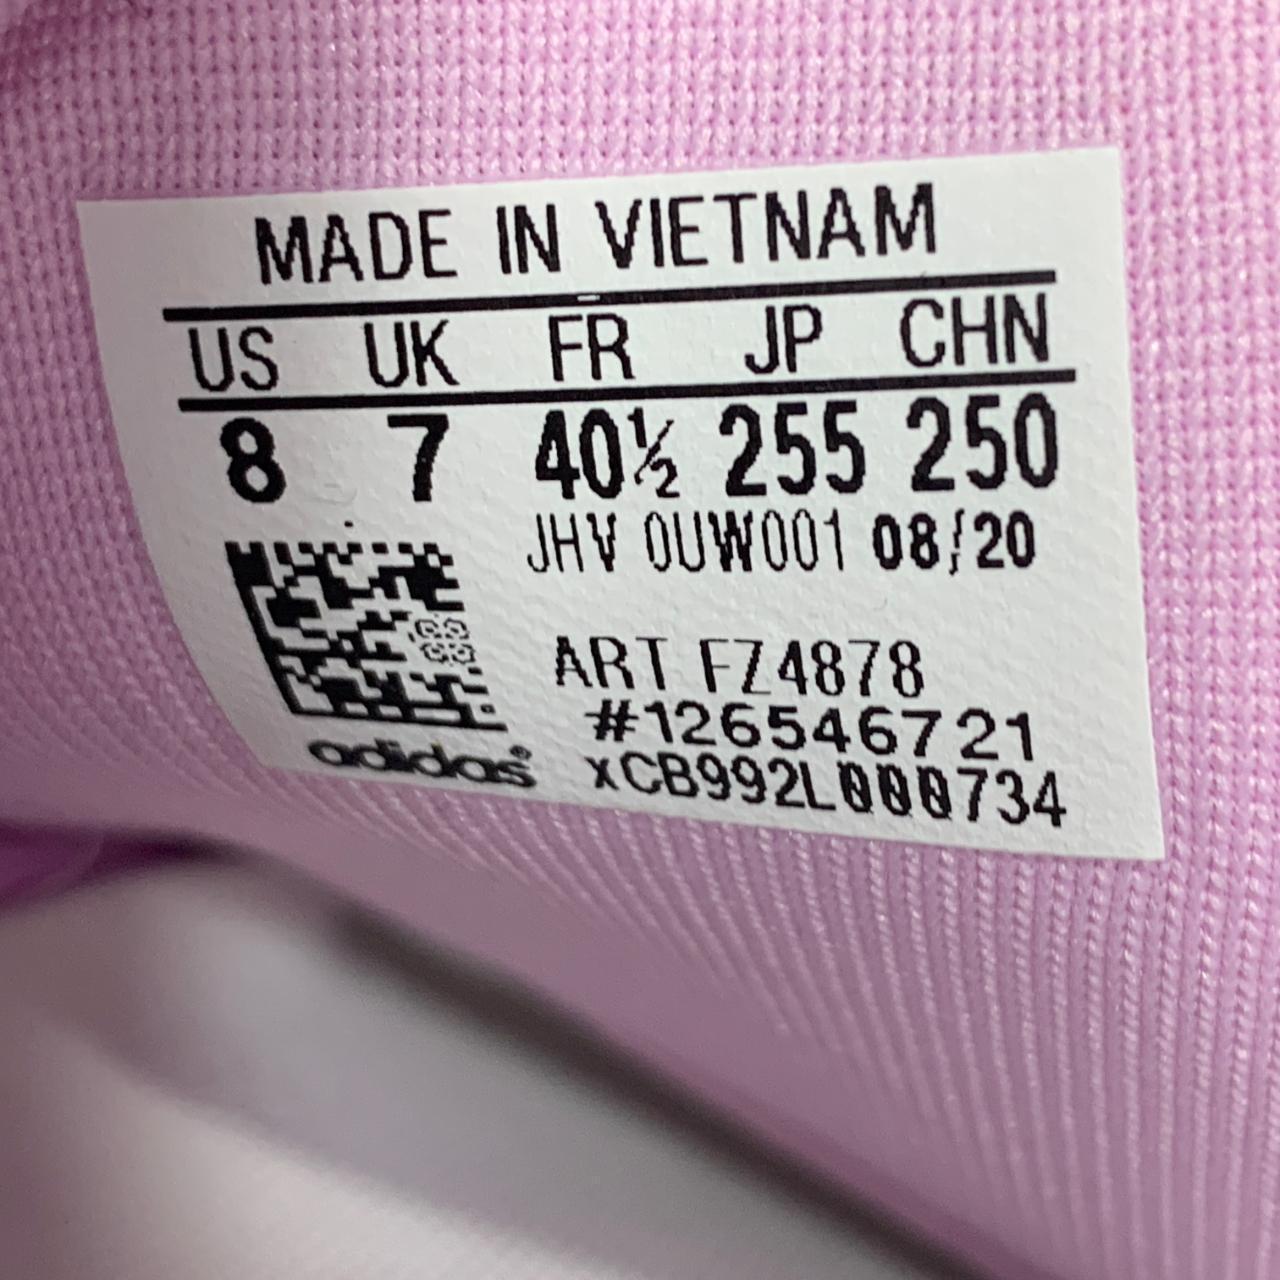 MADE IN VIETNAM
US UK FR JP CHN
8 7 40½ 255 250
JHV 0UW001 08/20
ART FZ4878
#126546721
adidas® xCB992L000734